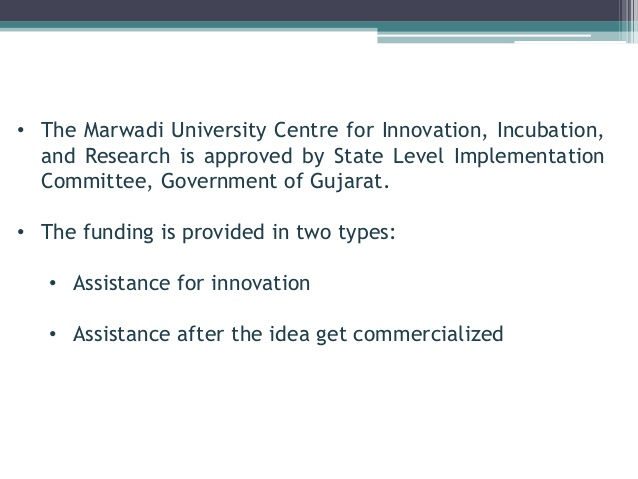 • The Marwadi University Centre for Innovation, Incubation,
and Research is approved by State Level Implementation
Committee, Government of Gujarat.
• The funding is provided in two types:
• Assistance for innovation
• Assistance after the idea get commercialized